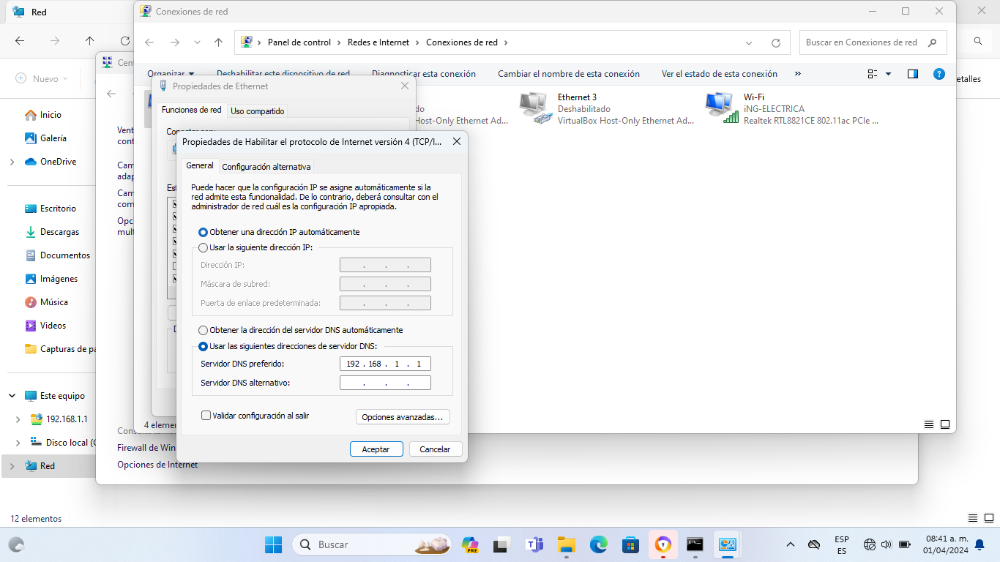 Red
Conexiones de red
Panel de control
Redes e Internet
Conexiones de red
Buscar en Conexiones de red
Nuevo
Cent
Organizar
Deshabilitar este dispositivo de red
Diagnosticar esta conexión
Cambiar el nombre de esta conexión
Ver el estado de esta conexión
»
etalles
Propiedades de Ethernet
Funciones de red
Uso compartido
do
Host-Only Ethernet Ad...
Ethernet 3
Deshabilitado
VirtualBox Host-Only Ethernet Ad...
Wi-Fi
iNG-ELECTRICA
Realtek RTL8821CE 802.11ac PCIe ...
Inicio
Galería
OneDrive
Escritorio
Descargas
Documentos
Imágenes
Música
Videos
Capturas de pa
Este equipo
192.168.1.1
Disco local (
Red
12 elementos
Vent
cont
Cam
adap
Cam
com
Opc
mult
Firewall de Win
Opciones de Internet
4 elemen
Propiedades de Habilitar el protocolo de Internet versión 4 (TCP/I...
General
Configuración alternativa
Puede hacer que la configuración IP se asigne automáticamente si la
red admite esta funcionalidad. De lo contrario, deberá consultar con el
administrador de red cuál es la configuración IP apropiada.
Obtener una dirección IP automáticamente
Usar la siguiente dirección IP:
Dirección IP:
. . .
Máscara de subred:
. . .
Puerta de enlace predeterminada:
. . .
Obtener la dirección del servidor DNS automáticamente
Usar las siguientes direcciones de servidor DNS:
Servidor DNS preferido:
192 . 168 . 1 . 1
Servidor DNS alternativo:
. . .
Validar configuración al salir
Opciones avanzadas...
Aceptar
Cancelar
Buscar
PRE
ESP
ES
08:41 a. m.
01/04/2024